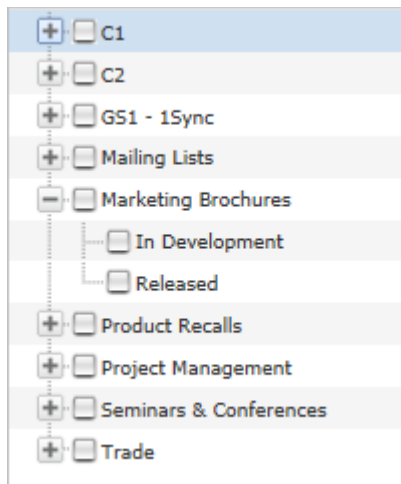 C1
C2
GS1 - 1Sync
Mailing Lists
Marketing Brochures
In Development
Released
Product Recalls
Project Management
Seminars & Conferences
Trade